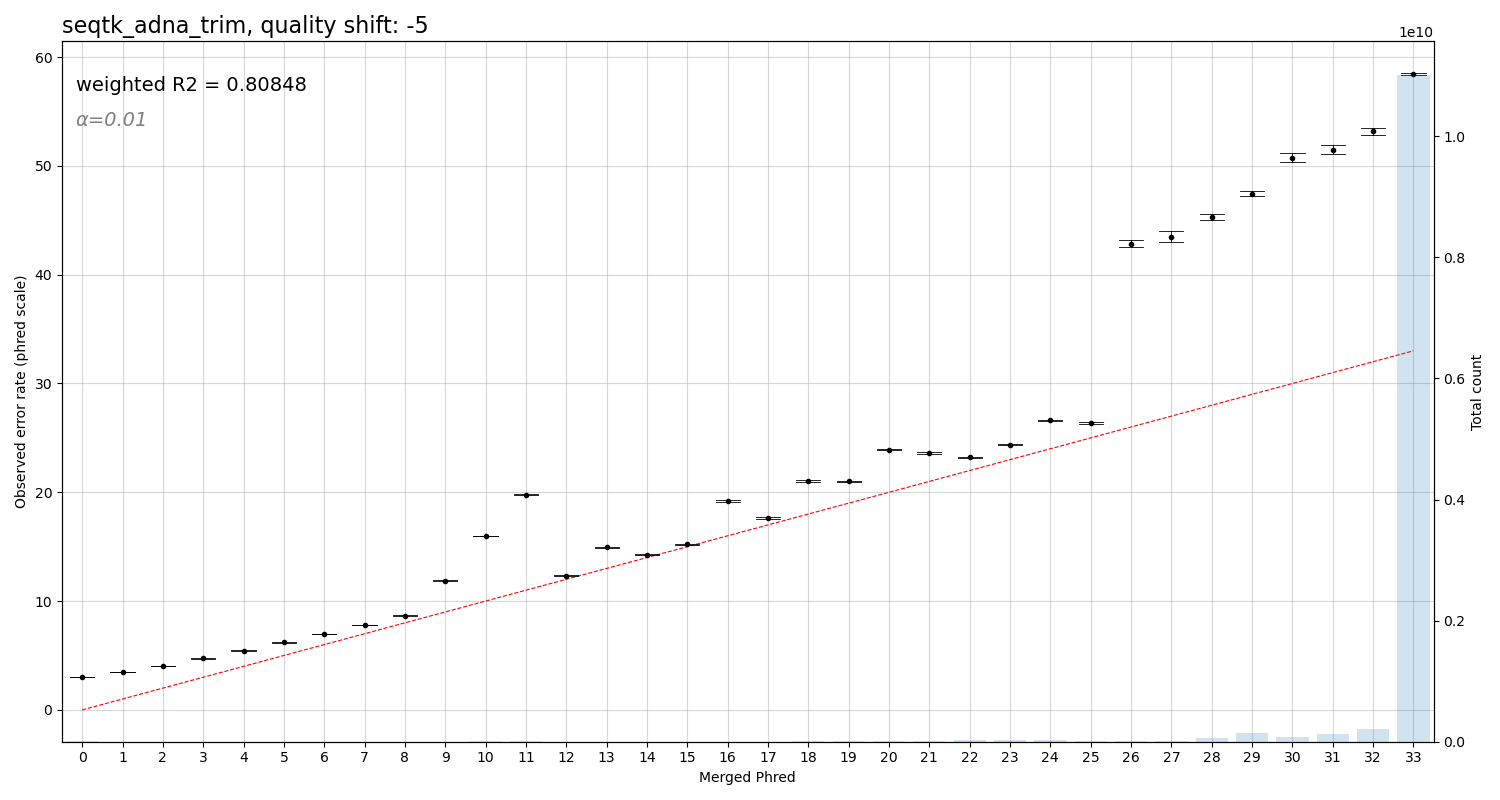 seqtk_adna_trim, quality shift: -5
1e10
weighted R2 = 0.80848
α=0.01
60
50
40
30
20
10
0
Observed error rate (phred scale)
1.0
0.8
0.6
0.4
0.2
0.0
Total count
0 1 2 3 4 5 6 7 8 9 10 11 12 13 14 15 16 17 18 19 20 21 22 23 24 25 26 27 28 29 30 31 32 33
Merged Phred